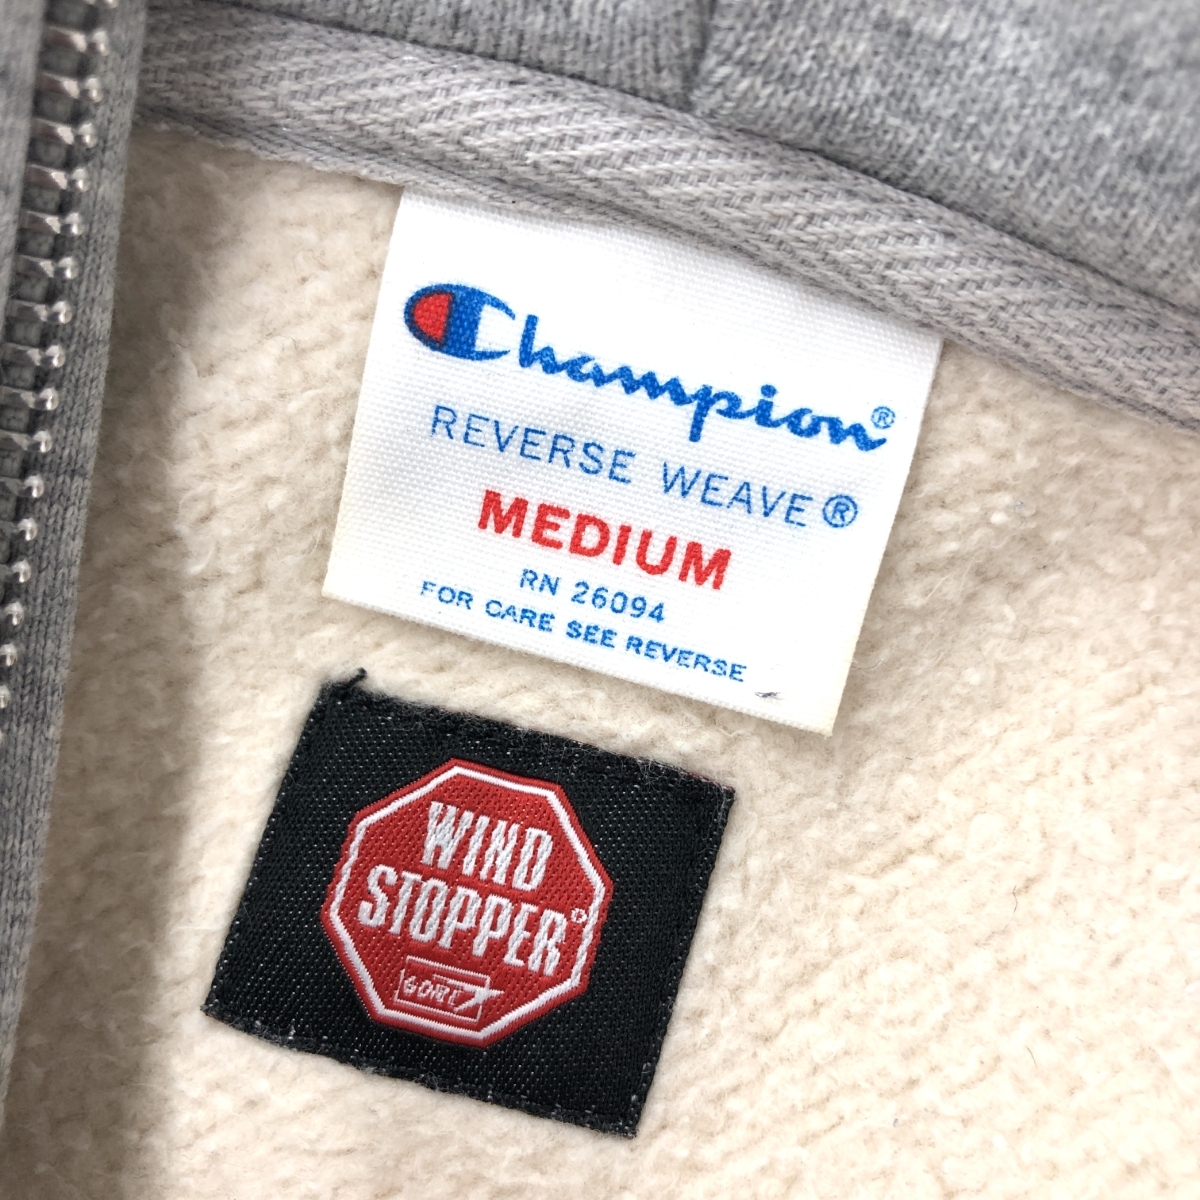 Champion®
REVERSE WEAVE®
MEDIUM
RN 26094
FOR CARE SEE REVERSE
WIND
STOPPER®
GORE